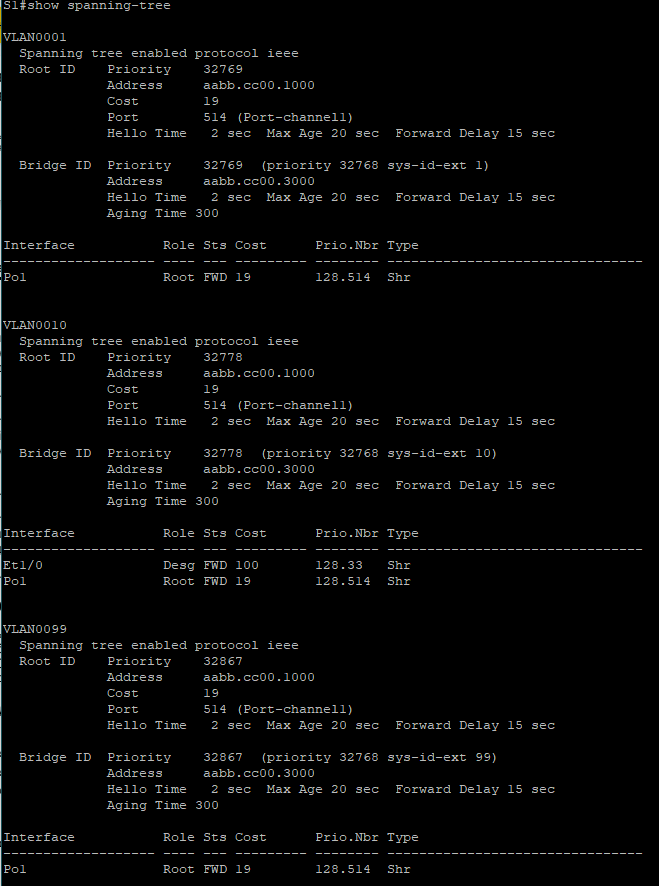 S1#show spanning-tree

VLAN0001
  Spanning tree enabled protocol ieee
  Root ID    Priority    32769
             Address     aabb.cc00.1000
             Cost        19
             Port        514 (Port-channel1)
             Hello Time   2 sec  Max Age 20 sec  Forward Delay 15 sec

  Bridge ID  Priority    32769  (priority 32768 sys-id-ext 1)
             Address     aabb.cc00.3000
             Hello Time   2 sec  Max Age 20 sec  Forward Delay 15 sec
             Aging Time 300

Interface           Role Sts Cost      Prio.Nbr Type
------------------- ---- --- --------- -------- --------------------------------
Po1                 Root FWD 19        128.514  Shr


VLAN0010
  Spanning tree enabled protocol ieee
  Root ID    Priority    32778
             Address     aabb.cc00.1000
             Cost        19
             Port        514 (Port-channel1)
             Hello Time   2 sec  Max Age 20 sec  Forward Delay 15 sec

  Bridge ID  Priority    32778  (priority 32768 sys-id-ext 10)
             Address     aabb.cc00.3000
             Hello Time   2 sec  Max Age 20 sec  Forward Delay 15 sec
             Aging Time 300

Interface           Role Sts Cost      Prio.Nbr Type
------------------- ---- --- --------- -------- --------------------------------
Et1/0               Desg FWD 100       128.33   Shr
Po1                 Root FWD 19        128.514  Shr


VLAN0099
  Spanning tree enabled protocol ieee
  Root ID    Priority    32867
             Address     aabb.cc00.1000
             Cost        19
             Port        514 (Port-channel1)
             Hello Time   2 sec  Max Age 20 sec  Forward Delay 15 sec

  Bridge ID  Priority    32867  (priority 32768 sys-id-ext 99)
             Address     aabb.cc00.3000
             Hello Time   2 sec  Max Age 20 sec  Forward Delay 15 sec
             Aging Time 300

Interface           Role Sts Cost      Prio.Nbr Type
------------------- ---- --- --------- -------- --------------------------------
Po1                 Root FWD 19        128.514  Shr